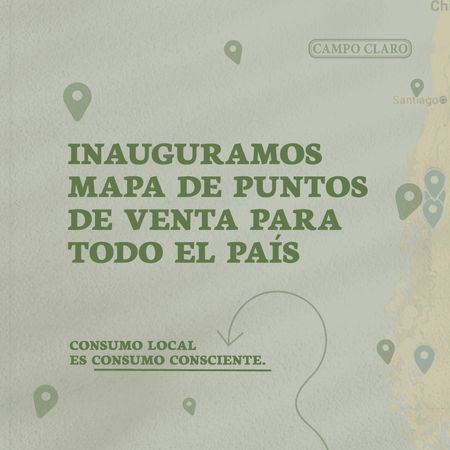 Ch
CAMPO CLARO
Santiago
INAUGURAMOS
MAPA DE PUNTOS
DE VENTA PARA
TODO EL PAÍS
CONSUMO LOCAL
ES CONSUMO CONSCIENTE.